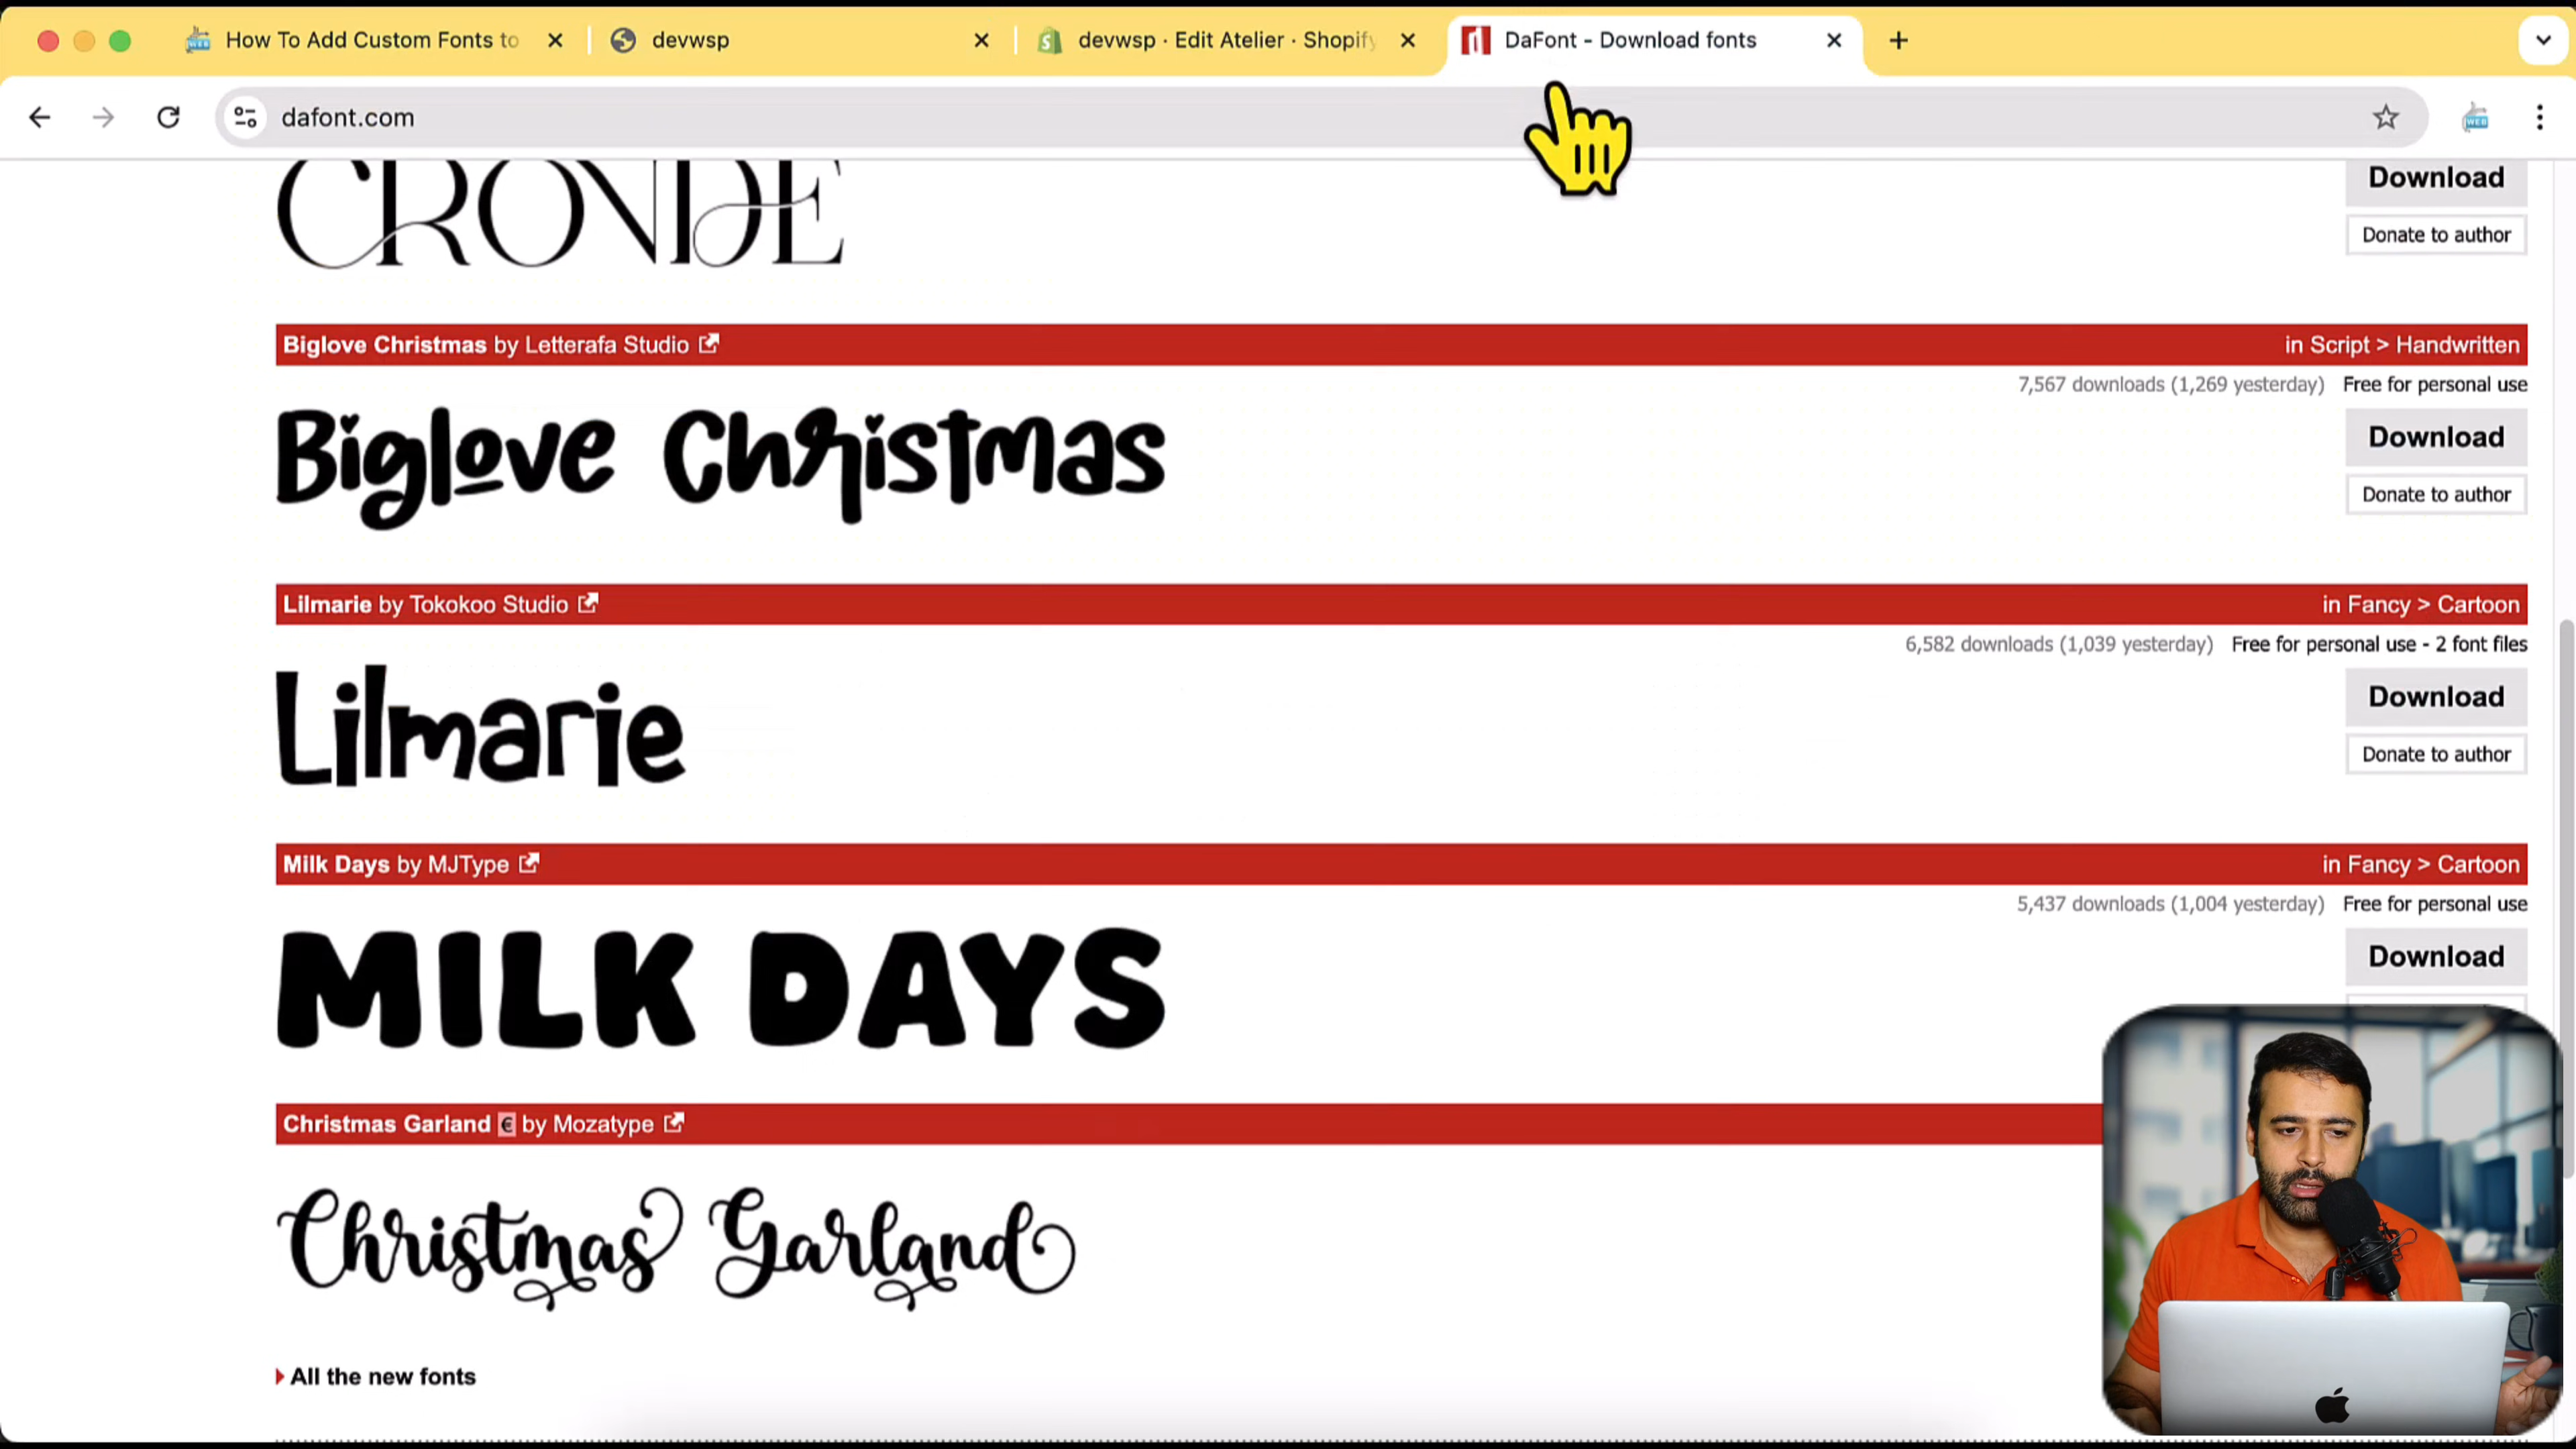 How To Add Custom Fonts to
devwsp
devwsp · Edit Atelier · Shopify
DaFont - Download fonts
dafont.com
CRONDE
Download
Donate to author
Biglove Christmas by Letterafa Studio
in Script > Handwritten
7,567 downloads (1,269 yesterday) Free for personal use
Biglove Christmas
Download
Donate to author
Lilmarie by Tokokoo Studio
in Fancy > Cartoon
6,582 downloads (1,039 yesterday) Free for personal use - 2 font files
Lilmarie
Download
Donate to author
Milk Days by MJType
in Fancy > Cartoon
5,437 downloads (1,004 yesterday) Free for personal use
MILK DAYS
Download
Christmas Garland € by Mozatype
Christmas Garland
All the new fonts